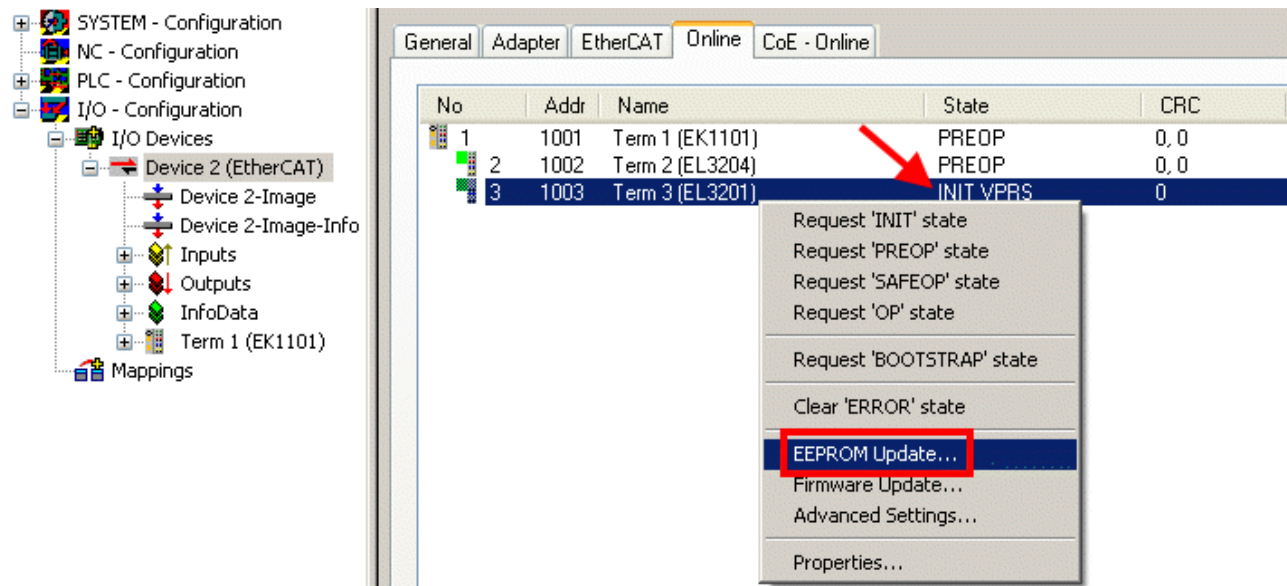 SYSTEM - Configuration
NC - Configuration
PLC - Configuration
I/O - Configuration
I/O Devices
Device 2 (EtherCAT)
Device 2-Image
Device 2-Image-Info
Inputs
Outputs
InfoData
Term 1 (EK1101)
Mappings
General Adapter EtherCAT Online CoE - Online
No Addr Name State CRC
1 1001 Term 1 (EK1101) PREOP 0, 0
2 1002 Term 2 (EL3204) PREOP 0, 0
3 1003 Term 3 (EL3201) INIT VPRS 0
Request 'INIT' state
Request 'PREOP' state
Request 'SAFEOP' state
Request 'OP' state
Request 'BOOTSTRAP' state
Clear 'ERROR' state
EEPROM Update...
Firmware Update...
Advanced Settings...
Properties...